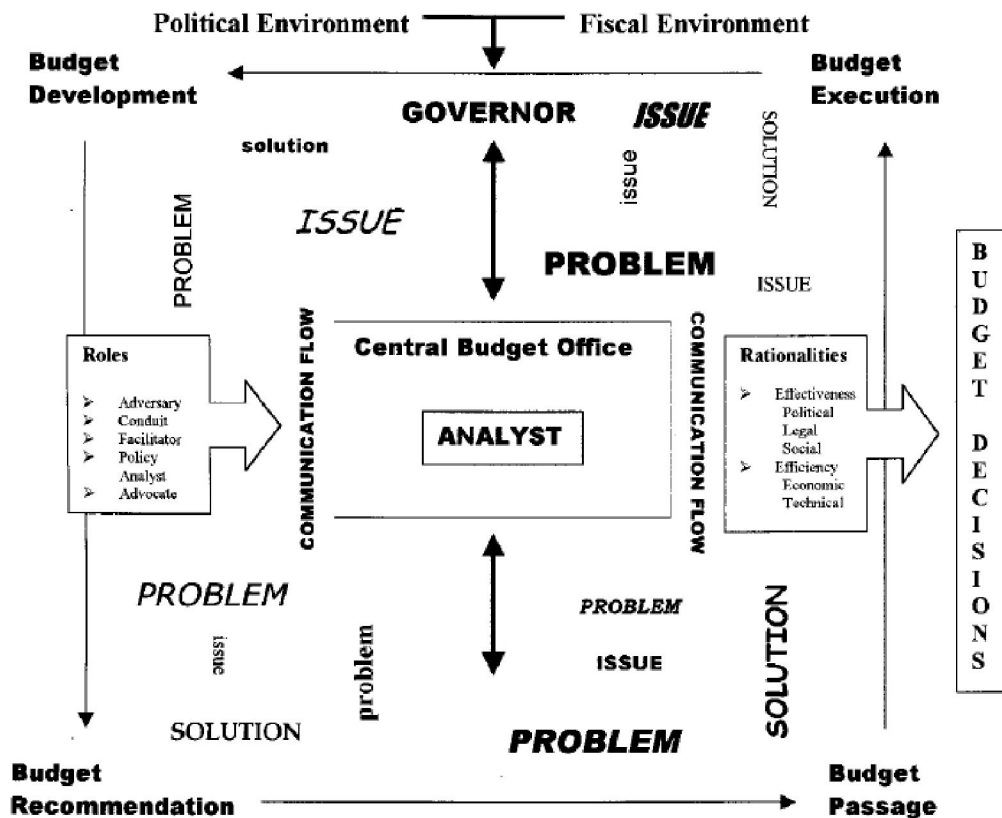 Political Environment
Fiscal Environment
Budget
Development
Budget
Execution
GOVERNOR
ISSUE
solution
issue
SOLUTION
PROBLEM
ISSUE
PROBLEM
ISSUE
Roles
➢ Adversary
➢ Conduit
➢ Facilitator
➢ Policy
Analyst
➢ Advocate
COMMUNICATION FLOW
Central Budget Office
ANALYST
COMMUNICATION FLOW
Rationalities
➢ Effectiveness
Political
Legal
Social
➢ Efficiency
Economic
Technical
BUDGET DECISIONS
PROBLEM
issue
problem
PROBLEM
ISSUE
SOLUTION
SOLUTION
PROBLEM
Budget
Recommendation
Budget
Passage